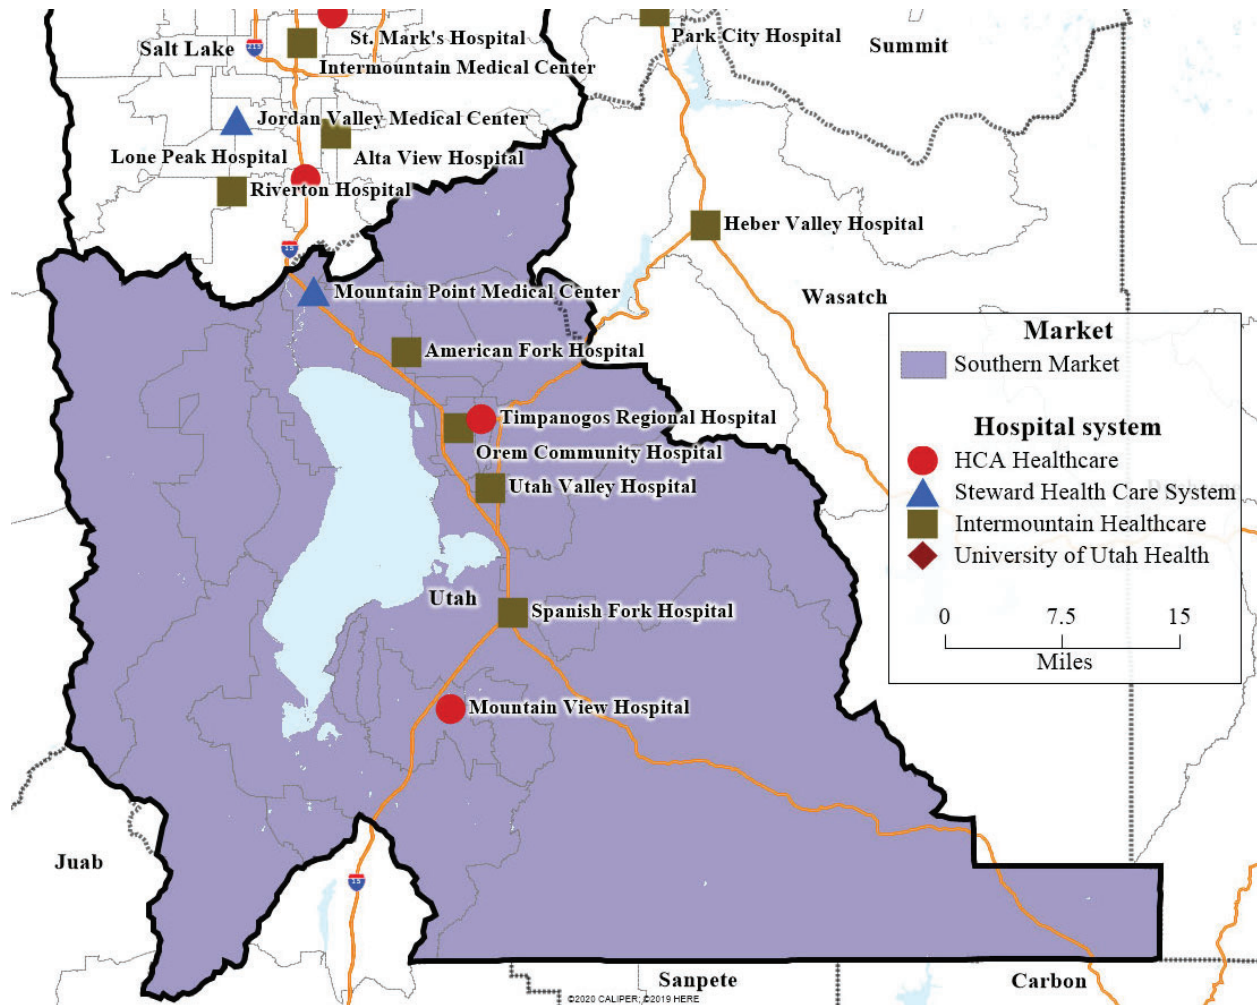 St. Mark's Hospital
Park City Hospital
Salt Lake
215
Summit
Intermountain Medical Center
Jordan Valley Medical Center
Lone Peak Hospital
Alta View Hospital
Riverton Hospital
Heber Valley Hospital
15
Mountain Point Medical Center
Wasatch
American Fork Hospital
Timpanogos Regional Hospital
Orem Community Hospital
Utah Valley Hospital
Utah
Spanish Fork Hospital
Mountain View Hospital
Juab
15
Sanpete
Carbon
Market
Southern Market
Hospital system
HCA Healthcare
Steward Health Care System
Intermountain Healthcare
University of Utah Health
0 7.5 15
Miles
©2020 CALIPER; ©2019 HERE